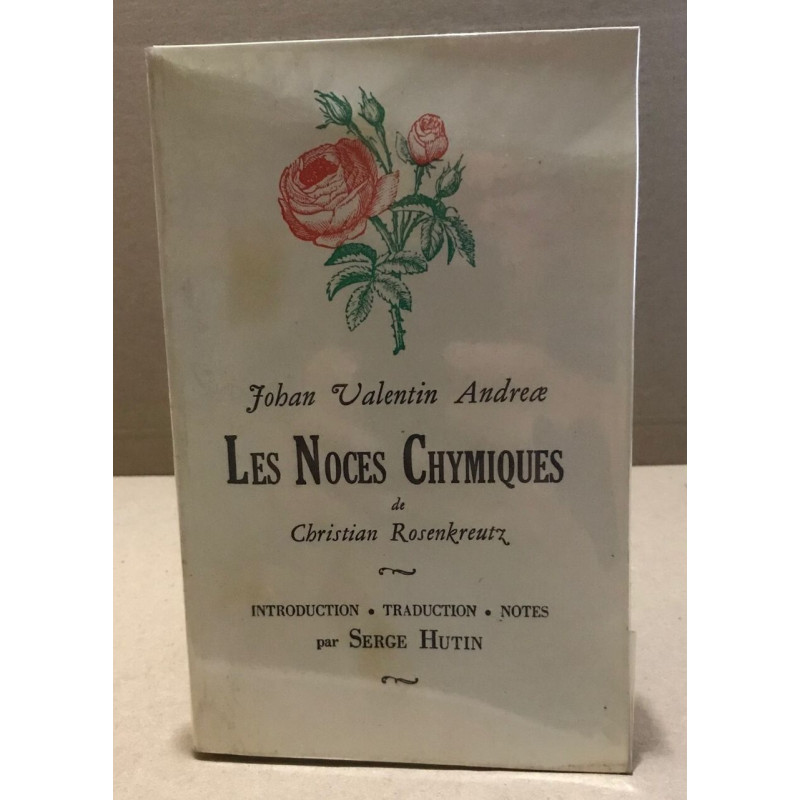 Johan Valentin Andreæ
LES NOCES CHYMIQUES
de
Christian Rosenkreutz
INTRODUCTION • TRADUCTION • NOTES
par SERGE HUTIN